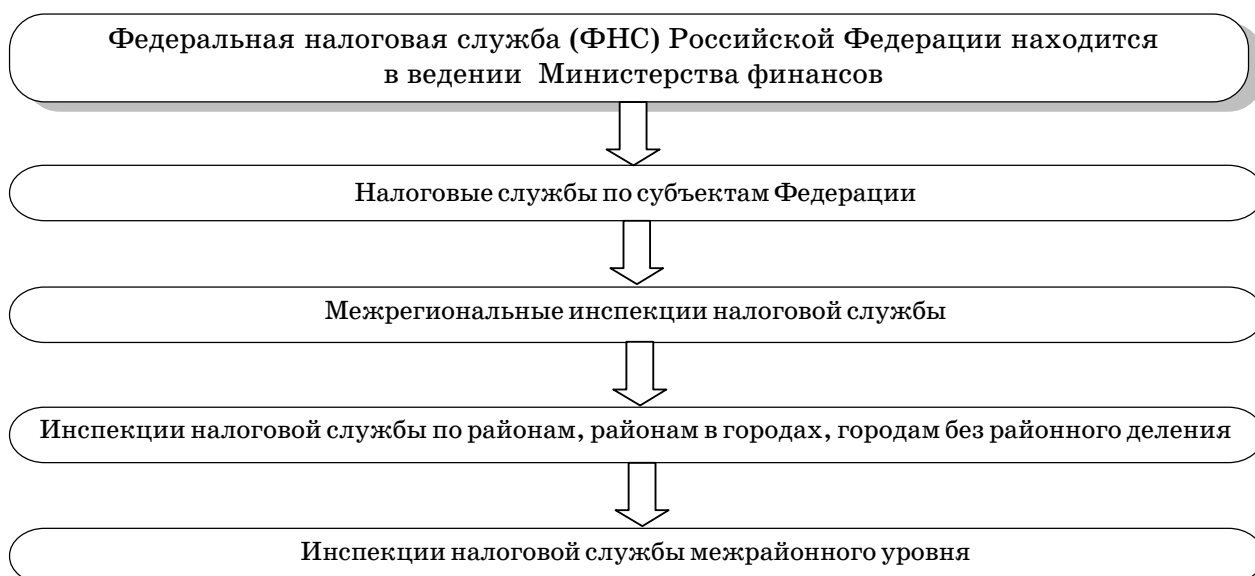 Федеральная налоговая служба (ФНС) Российской Федерации находится
в ведении Министерства финансов
Налоговые службы по субъектам Федерации
Межрегиональные инспекции налоговой службы
Инспекции налоговой службы по районам, районам в городах, городам без районного деления
Инспекции налоговой службы межрайонного уровня